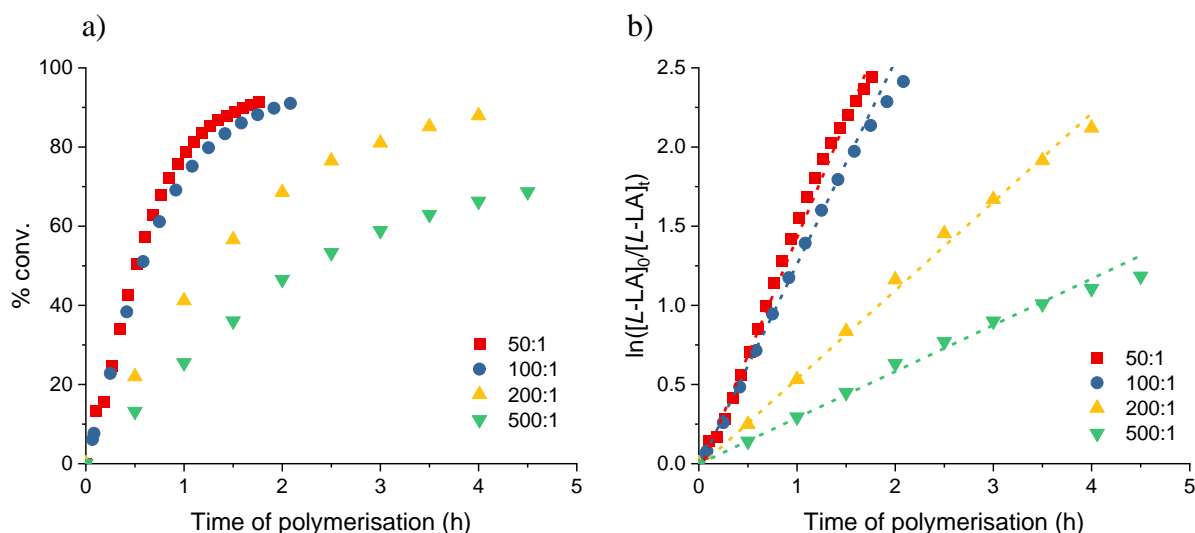 a)
100
80
60
40
20
0
% conv.
50:1
100:1
200:1
500:1
0 1 2 3 4 5
Time of polymerisation (h)
b)
2.5
2.0
1.5
1.0
0.5
0.0
ln([L-LA]0/[L-LA]t)
50:1
100:1
200:1
500:1
0 1 2 3 4 5
Time of polymerisation (h)